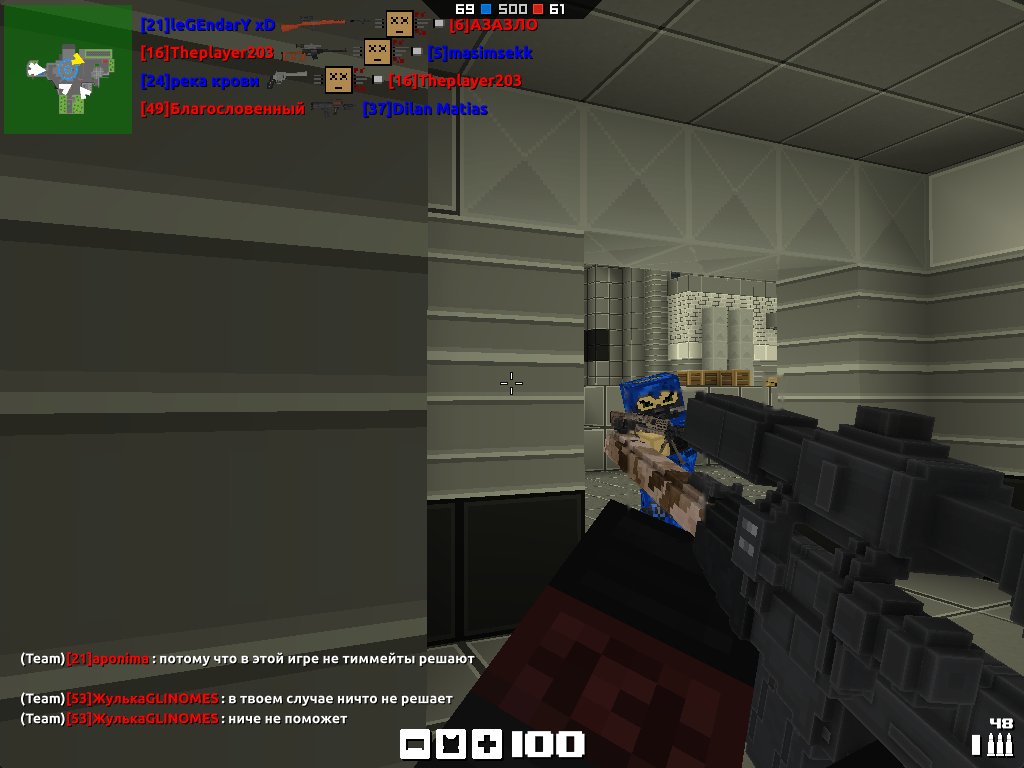 69 500 61
[21]leGEndarY xD [6]АЗАЗЛО
[16]Theplayer203 [5]masimsekk
[24]река крови [16]Theplayer203
[49]Благословенный [37]Dilan Matias
(Team)[21]aponima : потому что в этой игре не тиммейты решают
(Team)[53]ЖулькаGLINOMES : в твоем случае ничто не решает
(Team)[53]ЖулькаGLINOMES : ниче не поможет
48
100